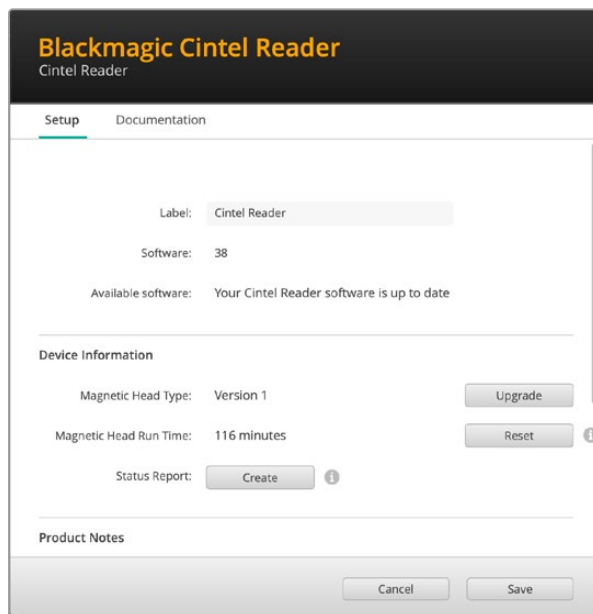 Blackmagic Cintel Reader
Cintel Reader
Setup Documentation
Label: Cintel Reader
Software: 38
Available software: Your Cintel Reader software is up to date
Device Information
Magnetic Head Type: Version 1 Upgrade
Magnetic Head Run Time: 116 minutes Reset
Status Report: Create
Product Notes
Cancel Save